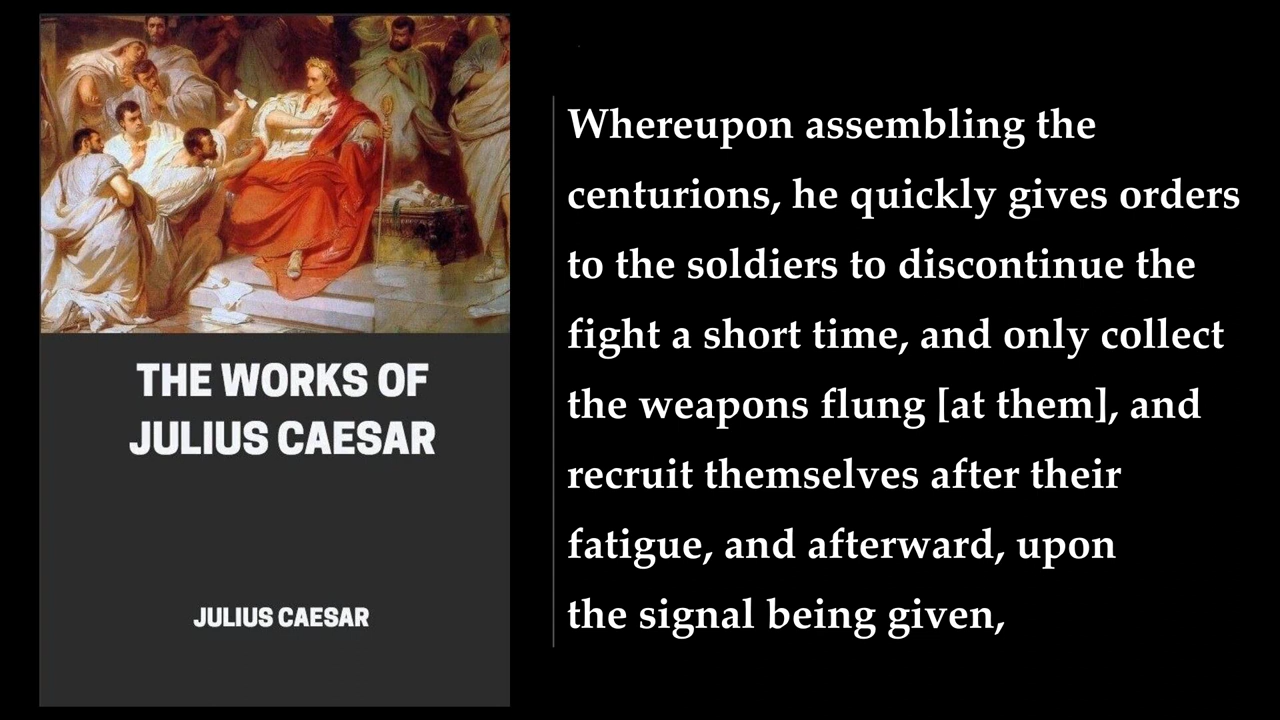 THE WORKS OF
JULIUS CAESAR
JULIUS CAESAR
Whereupon assembling the
centurions, he quickly gives orders
to the soldiers to discontinue the
fight a short time, and only collect
the weapons flung [at them], and
recruit themselves after their
fatigue, and afterward, upon
the signal being given,